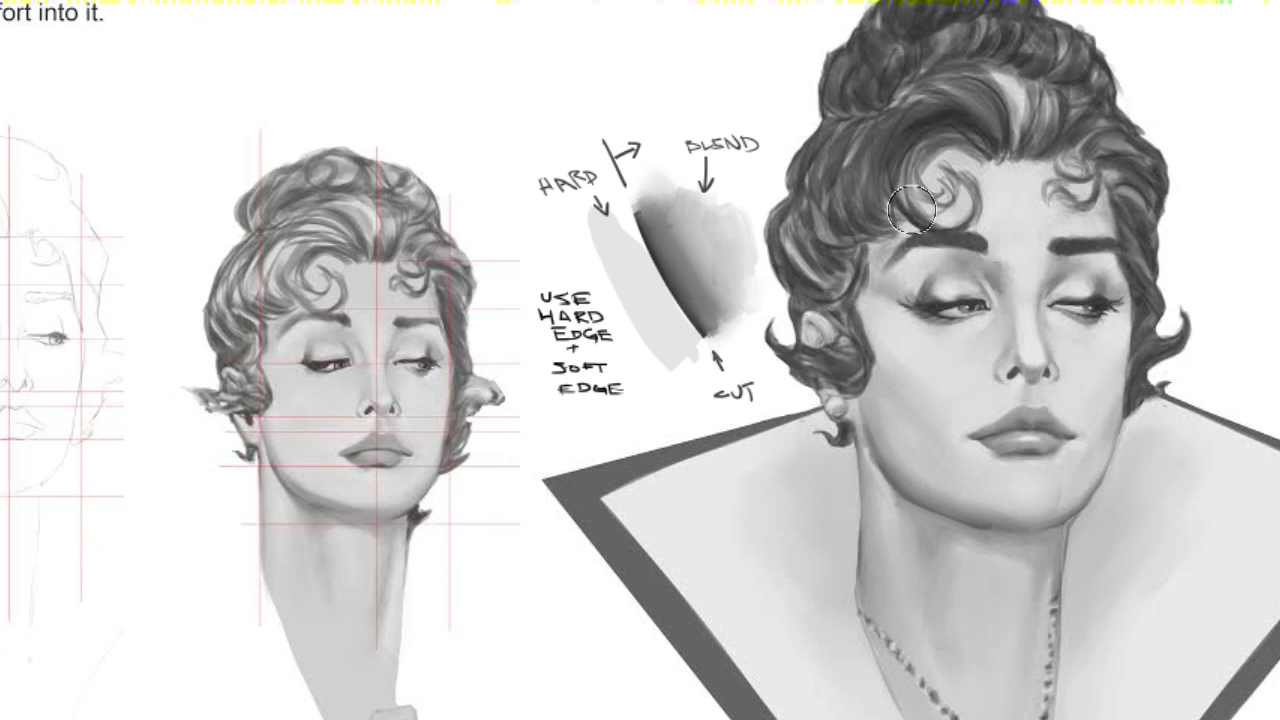 fort into it.
HARD
BLEND
USE
HARD
EDGE
+
SOFT
EDGE
CUT